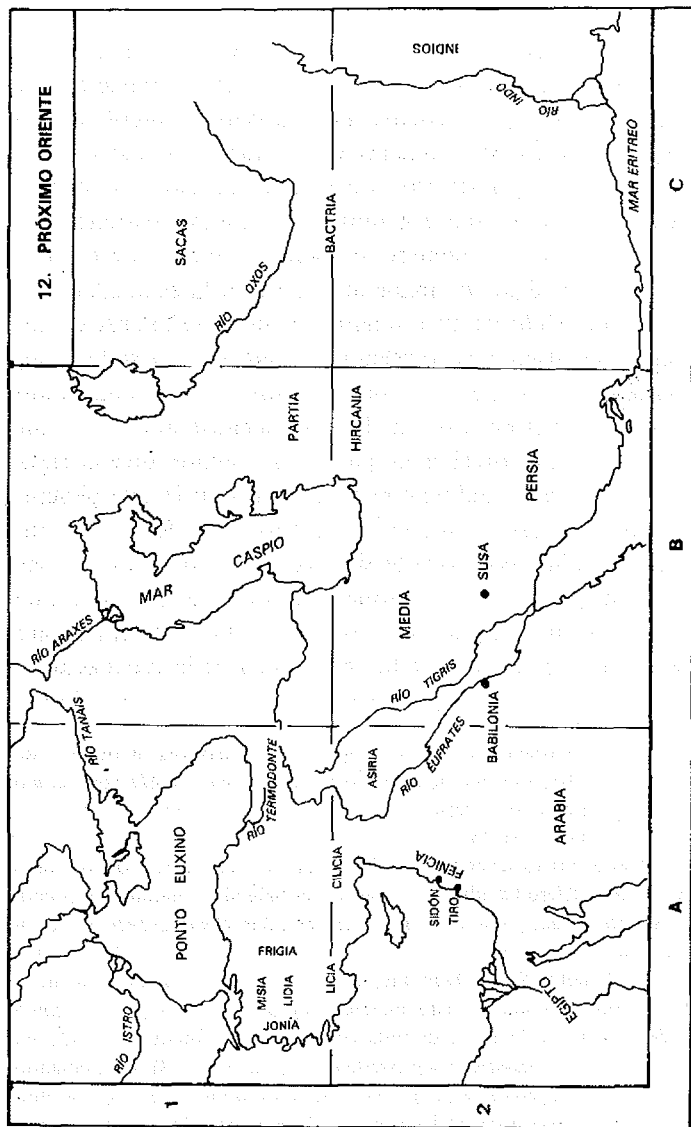 12. PRÓXIMO ORIENTE
RÍO ISTRO
RÍO TANAIS
RÍO ARAXES
PONTO EUXINO
MAR CASPIO
SACAS
RÍO OXOS
RÍO TERMODONTE
PARTIA
MISIA
FRIGIA
LIDIA
JONÍA
LICIA
CILICIA
ASIRIA
RÍO TIGRIS
RÍO ÉUFRATES
MEDIA
HIRCANIA
BACTRIA
INDIOS
RÍO INDO
SIDÓN
TIRO
FENICIA
BABILONIA
SUSA
PERSIA
EGIPTO
ARABIA
MAR ERITREO
1
2
A
B
C